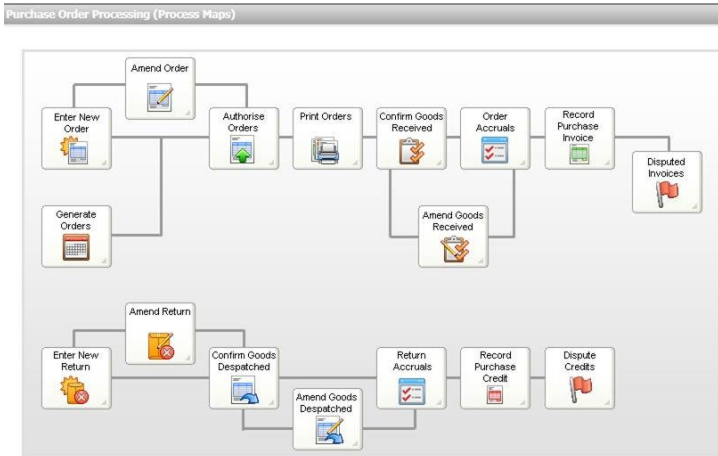 Purchase Order Processing (Process Maps)
Amend Order
Enter New
Order
Authorise
Orders
Print Orders
Confirm Goods
Received
Order
Accruals
Record
Purchase
Invoice
Disputed
Invoices
Generate
Orders
Amend Goods
Received
Amend Return
Enter New
Return
Confirm Goods
Despatched
Return
Accruals
Record
Purchase
Credit
Dispute
Credits
Amend Goods
Despatched